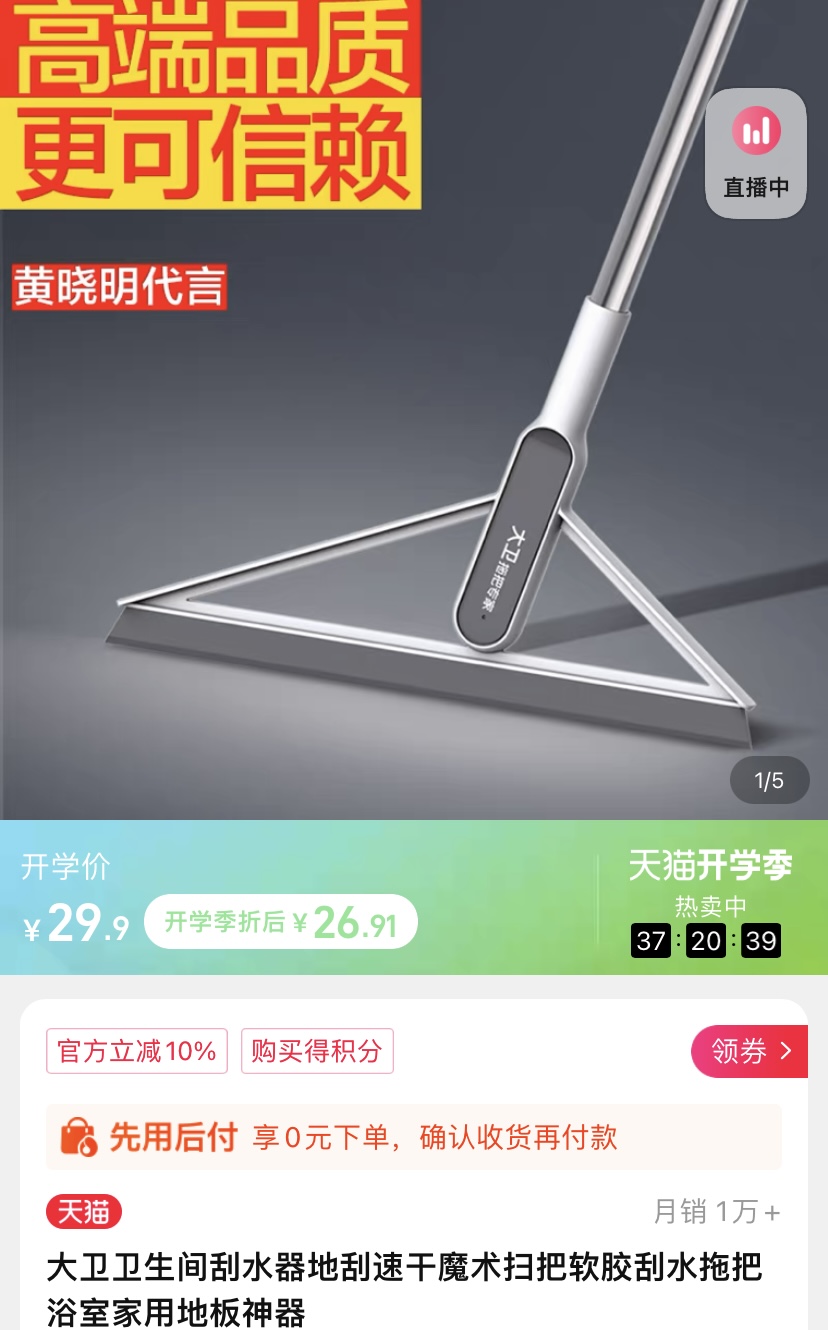 高端品质
更可信赖
直播中
黄晓明代言
大卫拖把专家
1/5
开学价
¥29.9
开学季折后¥26.91
天猫开学季
热卖中
37:20:39
官方立减10%
购买得积分
领券 >
先用后付 享0元下单，确认收货再付款
天猫
月销 1万+
大卫卫生间刮水器地刮速干魔术扫把软胶刮水拖把
浴室家用地板神器